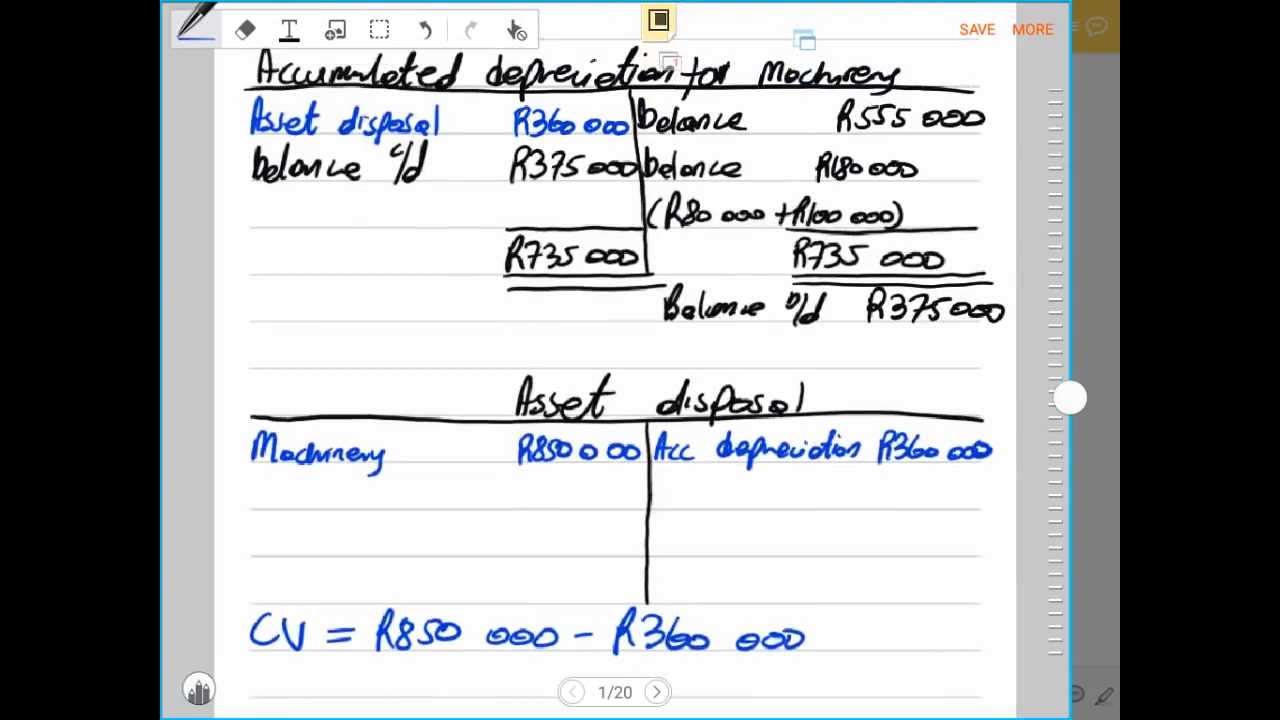 SAVE MORE
Accumulated depreciation for Machinery
Asset disposal R360 000 balance R555 000
balance c/d R375 000 balance R180 000
(R80 000 + R100 000)
R735 000 R735 000
Balance b/d R375 000
Asset disposal
Machinery R850 000 Acc depreciation R360 000
CV = R850 000 - R360 000
1/20